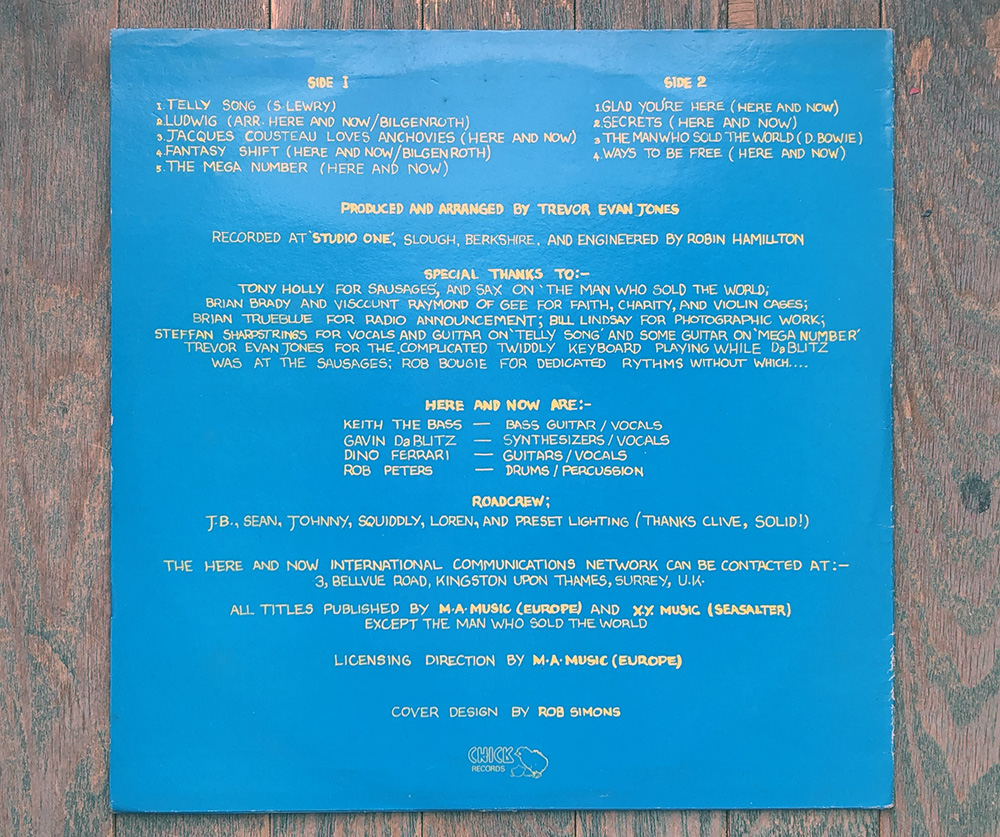 SIDE 1
1. TELLY SONG (S. LEWRY)
2. LUDWIG (ARR. HERE AND NOW/BILGENROTH)
3. JACQUES COUSTEAU LOVES ANCHOVIES (HERE AND NOW)
4. FANTASY SHIFT (HERE AND NOW/BILGENROTH)
5. THE MEGA NUMBER (HERE AND NOW)
SIDE 2
1. GLAD YOU'RE HERE (HERE AND NOW)
2. SECRETS (HERE AND NOW)
3. THE MAN WHO SOLD THE WORLD (D. BOWIE)
4. WAYS TO BE FREE (HERE AND NOW)
PRODUCED AND ARRANGED BY TREVOR EVAN JONES
RECORDED AT 'STUDIO ONE', SLOUGH, BERKSHIRE, AND ENGINEERED BY ROBIN HAMILLTON
SPECIAL THANKS TO:-
TONY HOLLY FOR SAUSAGES, AND SAX ON 'THE MAN WHO SOLD THE WORLD;
BRIAN BRADY AND VISCOUNT RAYMOND OF GEE FOR FAITH, CHARITY, AND VIOLIN CAGES;
BRIAN TRUEBLUE FOR RADIO ANNOUNCEMENT; BILL LINDSAY FOR PHOTOGRAPHIC WORK;
STEFFAN SHARPSTRINGS FOR VOCALS AND GUITAR ON 'TELLY SONG' AND SOME GUITAR ON 'MEGA NUMBER'
TREVOR EVAN JONES FOR THE COMPLICATED TWIDDLY KEYBOARD PLAYING WHILE DaBLITZ
WAS AT THE SAUSAGES; ROB BOUGIE FOR DEDICATED RYTHMS WITHOUT WHICH....
HERE AND NOW ARE:-
KEITH THE BASS — BASS GUITAR / VOCALS
GAVIN DaBLITZ — SYNTHESIZERS / VOCALS
DINO FERRARI — GUITARS / VOCALS
ROB PETERS — DRUMS / PERCUSSION
ROADCREW;
J.B., SEAN, JOHNNY, SQUIDDLY, LOREN, AND PRESET LIGHTING (THANKS CLIVE, SOLID!)
THE HERE AND NOW INTERNATIONAL COMMUNICATIONS NETWORK CAN BE CONTACTED AT:-
3, BELLVUE ROAD, KINGSTON UPON THAMES, SURREY, U.K.
ALL TITLES PUBLISHED BY M.A. MUSIC (EUROPE) AND X.Y. MUSIC (SEASALTER)
EXCEPT THE MAN WHO SOLD THE WORLD
LICENSING DIRECTION BY M.A. MUSIC (EUROPE)
COVER DESIGN BY ROB SIMONS
CHICK
RECORDS